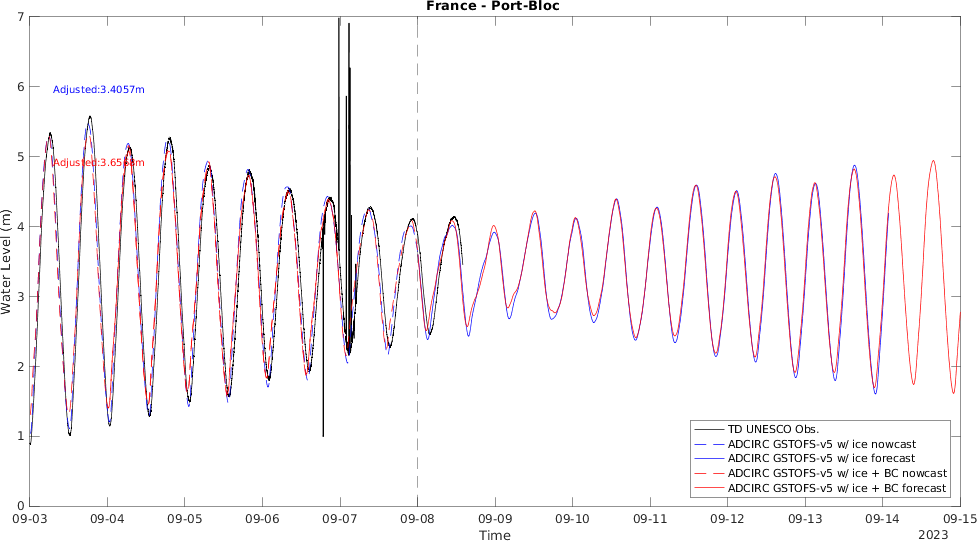 France - Port-Bloc
7
6
5
4
3
2
1
0
Water Level (m)
Adjusted:3.4057m
Adjusted:3.6568m
TD UNESCO Obs.
ADCIRC GSTOFS-v5 w/ ice nowcast
ADCIRC GSTOFS-v5 w/ ice forecast
ADCIRC GSTOFS-v5 w/ ice + BC nowcast
ADCIRC GSTOFS-v5 w/ ice + BC forecast
09-03 09-04 09-05 09-06 09-07 09-08 09-09 09-10 09-11 09-12 09-13 09-14 09-15
Time
2023